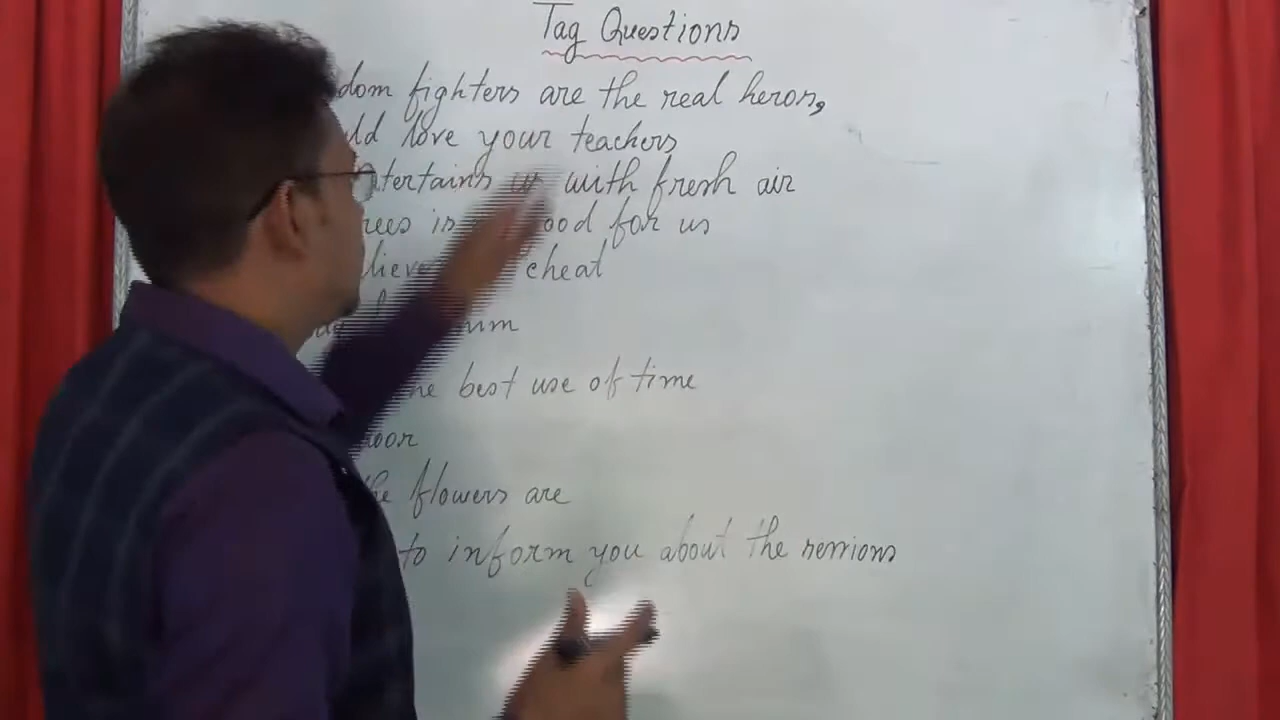 Tag Questions
dom fighters are the real heros,
ld love your teachers
tertains us with fresh air
rees is good for us
lieve cheat
um
he best use of time
oor
the flowers are
to inform you about the sessions